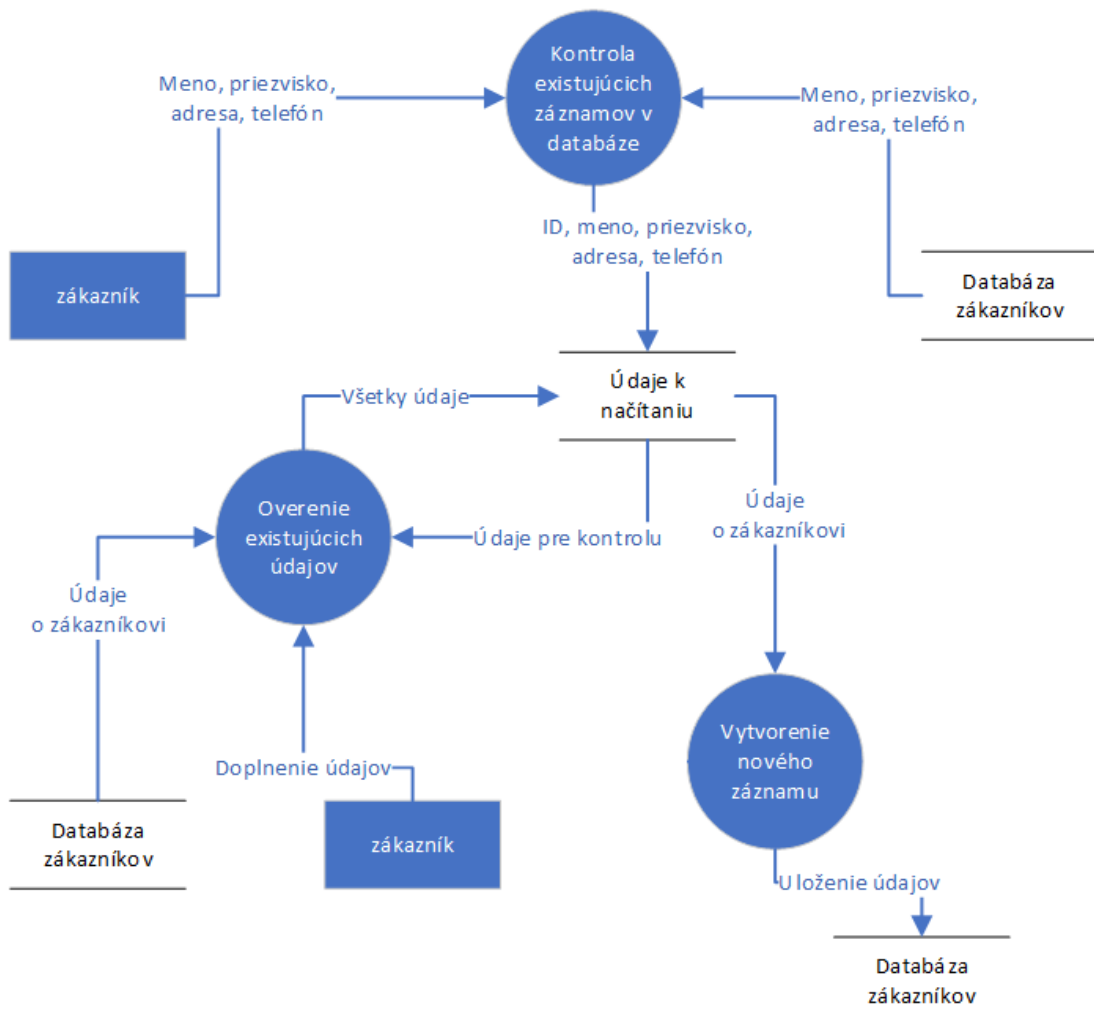 Kontrola
existujúcich
záznamov v
databáze
Meno, priezvisko,
adresa, telefón
Meno, priezvisko,
adresa, telefón
ID, meno, priezvisko,
adresa, telefón
zákazník
Databáza
zákazníkov
Údaje k
načítaniu
Všetky údaje
Overenie
existujúcich
údajov
Údaje pre kontrolu
Údaje
o zákazníkovi
Údaje
o zákazníkovi
Doplnenie údajov
Vytvorenie
nového
záznamu
Databáza
zákazníkov
zákazník
Uloženie údajov
Databáza
zákazníkov